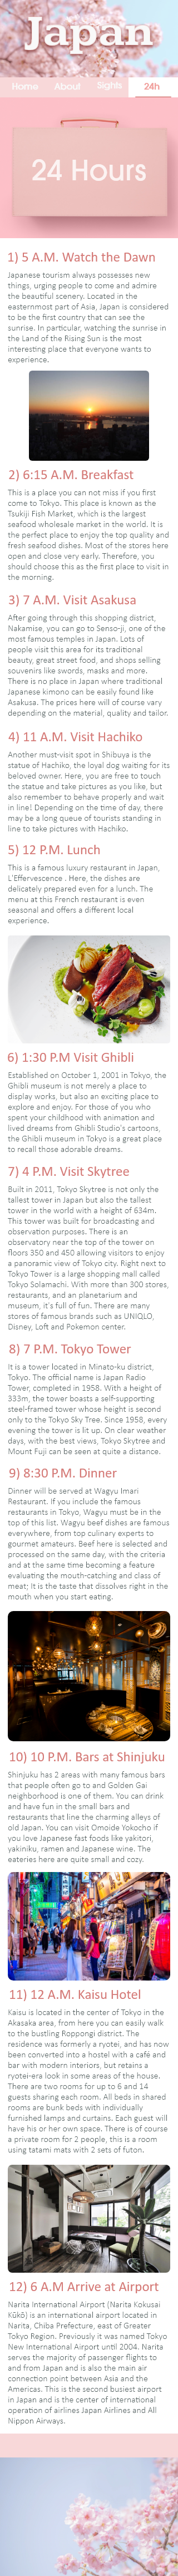 Japan
Home About Sights 24h
24 Hours
1) 5 A.M. Watch the Dawn
Japanese tourism always possesses new
things, urging people to come and admire
the beautiful scenery. Located in the
easternmost part of Asia, Japan is considered
to be the first country that can see the
sunrise. In particular, watching the sunrise in
the Land of the Rising Sun is the most
interesting place that everyone wants to
experience.
2) 6:15 A.M. Breakfast
This is a place you can not miss if you first
come to Tokyo. This place is known as the
Tsukiji Fish Market, which is the largest
seafood wholesale market in the world. It is
the perfect place to enjoy the top quality and
fresh seafood dishes. Most of the stores here
open and close very early. Therefore, you
should choose this as the first place to visit in
the morning.
3) 7 A.M. Visit Asakusa
After going through this shopping district,
Nakamise, you can go to Senso-ji, one of the
most famous temples in Japan. Lots of
people visit this area for its traditional
beauty, great street food, and shops selling
souvenirs like swords, masks and more.
There is no place in Japan where traditional
Japanese kimono can be easily found like
Asakusa. The prices here will of course vary
depending on the material, quality and tailor.
4) 11 A.M. Visit Hachiko
Another must-visit spot in Shibuya is the
statue of Hachiko, the loyal dog waiting for its
beloved owner. Here, you are free to touch
the statue and take pictures as you like, but
also remember to behave properly and wait
in line! Depending on the time of day, there
may be a long queue of tourists standing in
line to take pictures with Hachiko.
5) 12 P.M. Lunch
This is a famous luxury restaurant in Japan,
L'Effervescence . Here, the dishes are
delicately prepared even for a lunch. The
menu at this French restaurant is even
seasonal and offers a different local
experience.
6) 1:30 P.M Visit Ghibli
Established on October 1, 2001 in Tokyo, the
Ghibli museum is not merely a place to
display works, but also an exciting place to
explore and enjoy. For those of you who
spent your childhood with animation and
lived dreams from Ghibli Studio's cartoons,
the Ghibli museum in Tokyo is a great place
to recall those adorable dreams.
7) 4 P.M. Visit Skytree
Built in 2011, Tokyo Skytree is not only the
tallest tower in Japan but also the tallest
tower in the world with a height of 634m.
This tower was built for broadcasting and
observation purposes. There is an
observatory near the top of the tower on
floors 350 and 450 allowing visitors to enjoy
a panoramic view of Tokyo city. Right next to
Tokyo Tower is a large shopping mall called
Tokyo Solamachi. With more than 300 stores,
restaurants, and an planetarium and
museum, it's full of fun. There are many
stores of famous brands such as UNIQLO,
Disney, Loft and Pokemon center.
8) 7 P.M. Tokyo Tower
It is a tower located in Minato-ku district,
Tokyo. The official name is Japan Radio
Tower, completed in 1958. With a height of
333m, the tower boasts a self-supporting
steel-framed tower whose height is second
only to the Tokyo Sky Tree. Since 1958, every
evening the tower is lit up. On clear weather
days, with the best views, Tokyo Skytree and
Mount Fuji can be seen at quite a distance.
9) 8:30 P.M. Dinner
Dinner will be served at Wagyu Imari
Restaurant. If you include the famous
restaurants in Tokyo, Wagyu must be in the
top of this list. Wagyu beef dishes are famous
everywhere, from top culinary experts to
gourmet amateurs. Beef here is selected and
processed on the same day, with the criteria
and at the same time becoming a feature
evaluating the mouth-catching and class of
meat; It is the taste that dissolves right in the
mouth when you start eating.
10) 10 P.M. Bars at Shinjuku
Shinjuku has 2 areas with many famous bars
that people often go to and Golden Gai
neighborhood is one of them. You can drink
and have fun in the small bars and
restaurants that line the charming alleys of
old Japan. You can visit Omoide Yokocho if
you love Japanese fast foods like yakitori,
yakiniku, ramen and Japanese wine. The
eateries here are quite small and cozy.
11) 12 A.M. Kaisu Hotel
Kaisu is located in the center of Tokyo in the
Akasaka area, from here you can easily walk
to the bustling Roppongi district. The
residence was formerly a ryotei, and has now
been converted into a hostel with a café and
bar with modern interiors, but retains a
ryotei-era look in some areas of the house.
There are two rooms for up to 6 and 14
guests sharing each room. All beds in shared
rooms are bunk beds with individually
furnished lamps and curtains. Each guest will
have his or her own space. There is of course
a private room for 2 people, this is a room
using tatami mats with 2 sets of futon.
12) 6 A.M Arrive at Airport
Narita International Airport (Narita Kokusai
Kūkō) is an international airport located in
Narita, Chiba Prefecture, east of Greater
Tokyo Region. Previously it was named Tokyo
New International Airport until 2004. Narita
serves the majority of passenger flights to
and from Japan and is also the main air
connection point between Asia and the
Americas. This is the second busiest airport
in Japan and is the center of international
operation of airlines Japan Airlines and All
Nippon Airways.